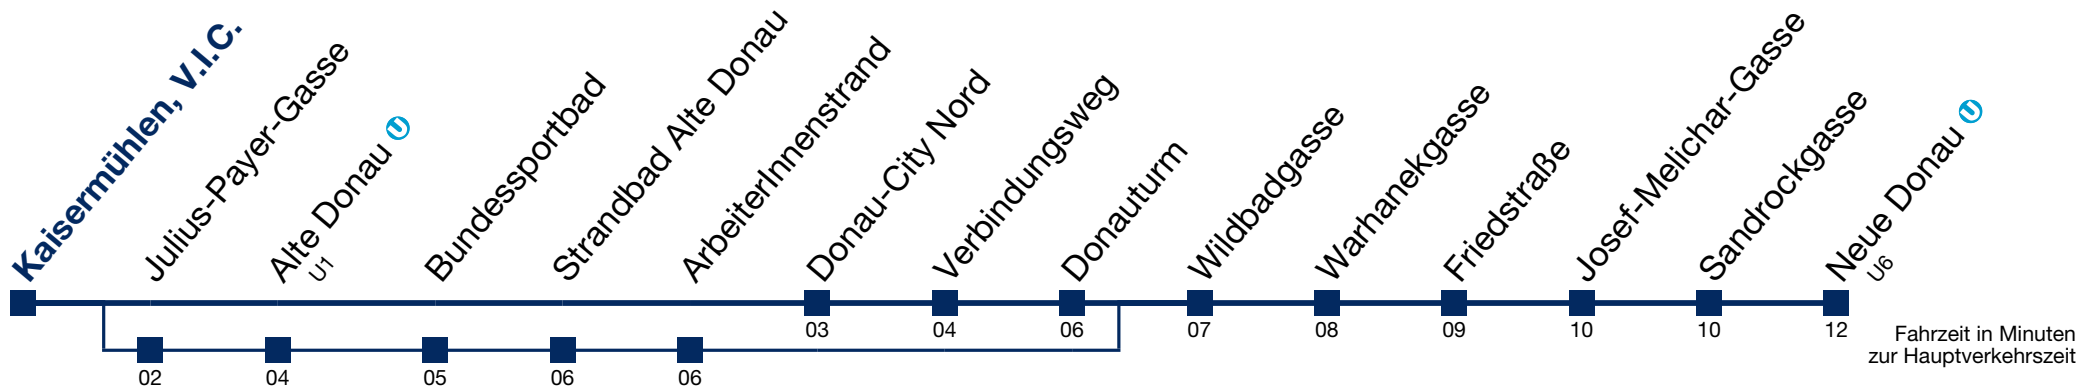 Kaisermühlen, V.I.C.
Julius-Payer-Gasse
Alte Donau U
U1
Bundessportbad
Strandbad Alte Donau
ArbeiterInnenstrand
Donau-City Nord
Verbindungsweg
Donauturm
Wildbadgasse
Warhanekgasse
Friedstraße
Josef-Melichar-Gasse
Sandrockgasse
Neue Donau U
U6
03 04 06 07 08 09 10 10 12
02 04 05 06 06
Fahrzeit in Minuten
zur Hauptverkehrszeit